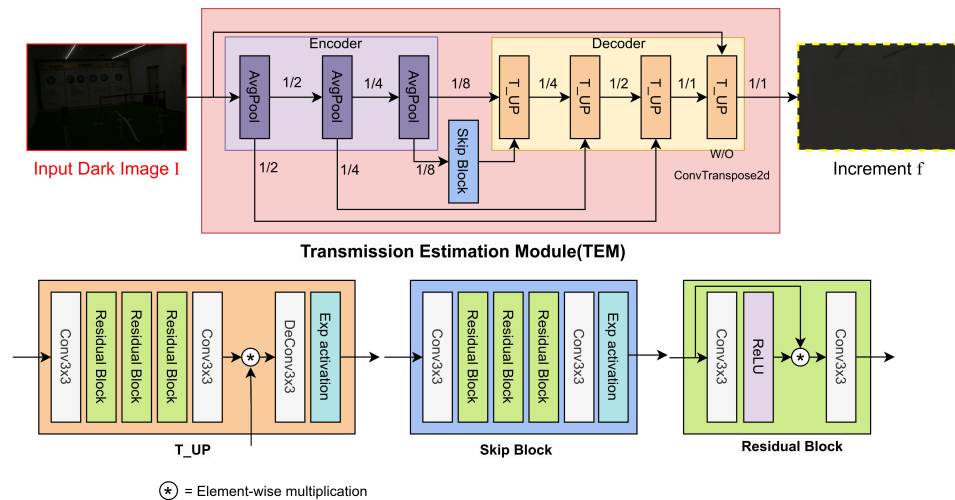 Encoder
Decoder
AvgPool
1/2
AvgPool
1/4
AvgPool
1/8
T_UP
1/4
T_UP
1/2
T_UP
1/1
T_UP
1/1
Skip Block
1/2
1/4
1/8
W/O
ConvTranspose2d
Input Dark Image I
Increment f
Transmission Estimation Module(TEM)
Conv3x3
Residual Block
Residual Block
Residual Block
Conv3x3
*
DeConv3x3
Exp activation
T_UP
Conv3x3
Residual Block
Residual Block
Residual Block
Conv3x3
Exp activation
Skip Block
Conv3x3
ReLU
*
Conv3x3
Residual Block
* = Element-wise multiplication